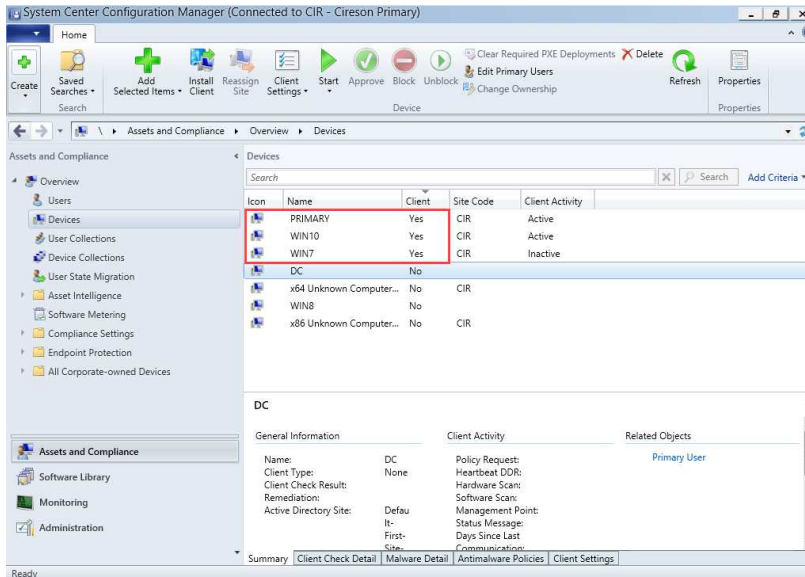 System Center Configuration Manager (Connected to CIR - Cireson Primary)
Home
Create
Saved Searches
Search
Add Selected Items
Install Client
Reassign Site
Client Settings
Start
Approve
Block
Unblock
Clear Required PXE Deployments
Edit Primary Users
Change Ownership
Delete
Device
Refresh
Properties
Properties
\ Assets and Compliance Overview Devices
Assets and Compliance
Overview
Users
Devices
User Collections
Device Collections
User State Migration
Asset Intelligence
Software Metering
Compliance Settings
Endpoint Protection
All Corporate-owned Devices
Assets and Compliance
Software Library
Monitoring
Administration
Devices
Search Search Add Criteria
Icon Name Client Site Code Client Activity
PRIMARY Yes CIR Active
WIN10 Yes CIR Active
WIN7 Yes CIR Inactive
DC No
x64 Unknown Computer... No CIR
WIN8 No
x86 Unknown Computer... No CIR
DC
General Information
Name: DC
Client Type: None
Client Check Result:
Remediation:
Active Directory Site: Defau
lt-
First-
Site-
Client Activity
Policy Request:
Heartbeat DDR:
Hardware Scan:
Software Scan:
Management Point:
Status Message:
Days Since Last
Communication:
Related Objects
Primary User
Summary Client Check Detail Malware Detail Antimalware Policies Client Settings
Ready